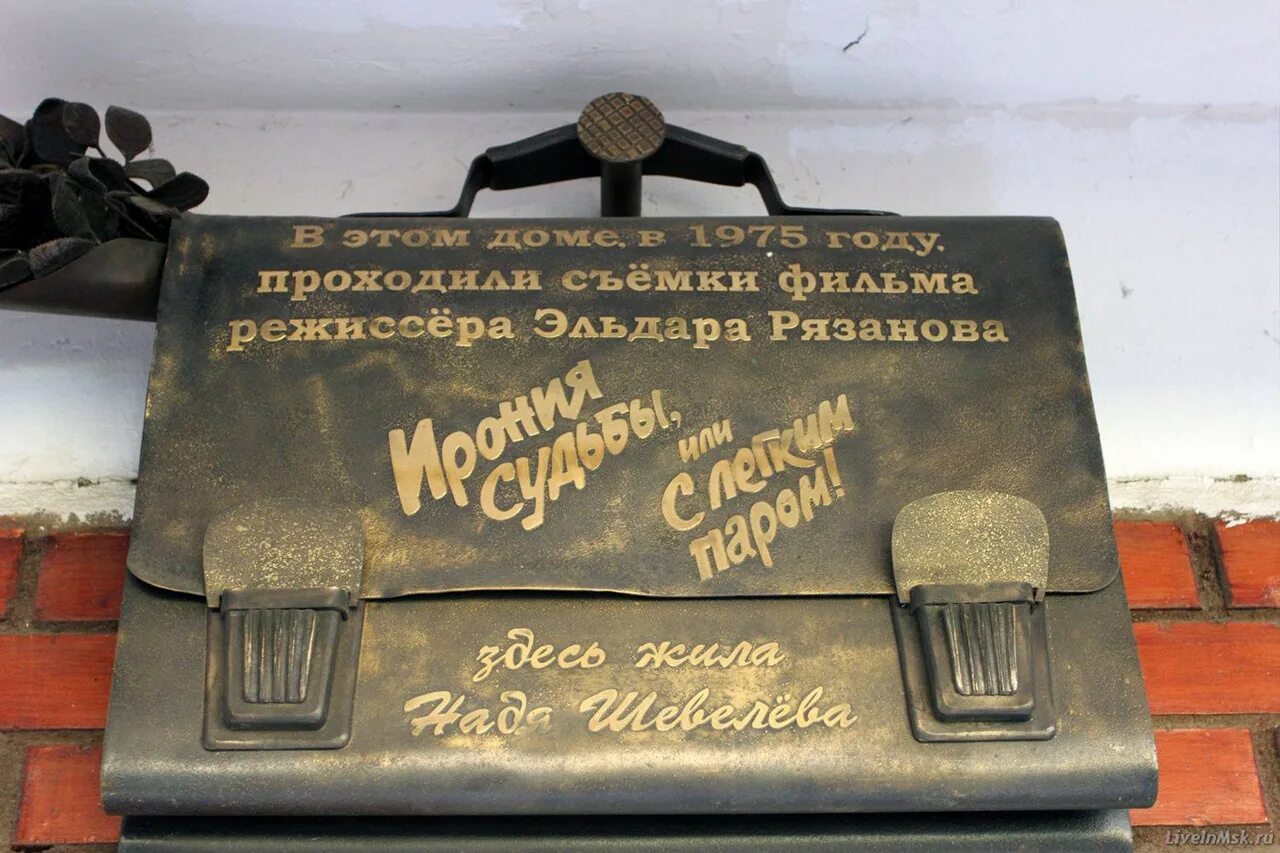 В этом доме, в 1975 году,
проходили съёмки фильма
режиссёра Эльдара Рязанова
Ирония
судьбы,
или
С легким
паром!
здесь жила
Надя Шевелёва
LiveInMsk.ru